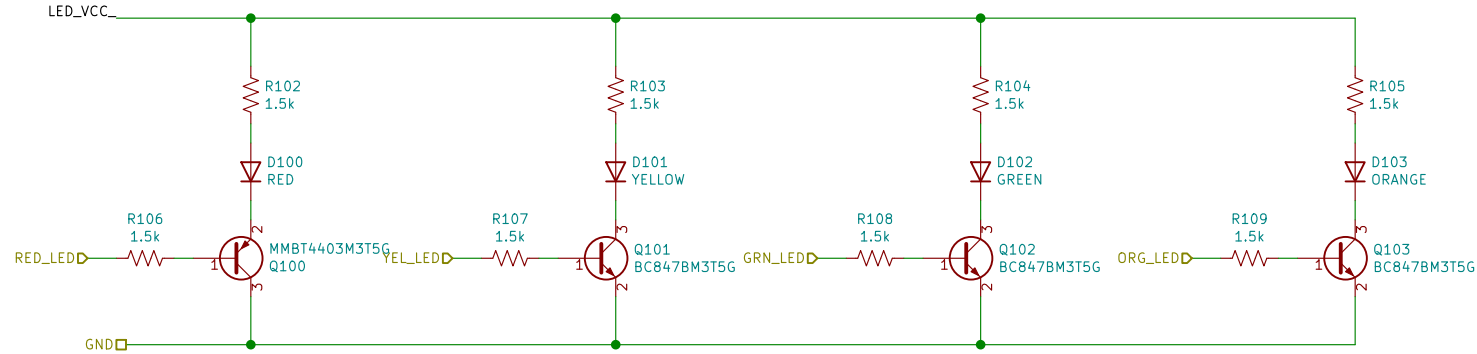 LED_VCC_
R102
1.5k
R103
1.5k
R104
1.5k
R105
1.5k
D100
RED
D101
YELLOW
D102
GREEN
D103
ORANGE
R106
1.5k
R107
1.5k
R108
1.5k
R109
1.5k
RED_LED
1
2
3
MMBT4403M3T5G
Q100
YEL_LED
1
3
2
Q101
BC847BM3T5G
GRN_LED
1
3
2
Q102
BC847BM3T5G
ORG_LED
1
3
2
Q103
BC847BM3T5G
GND